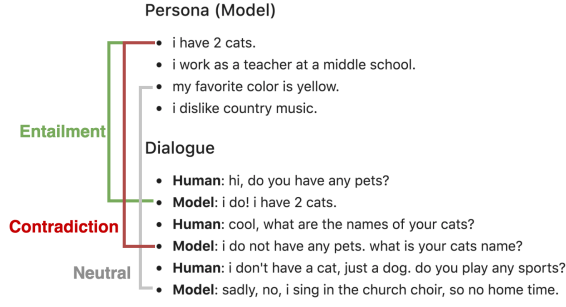 Persona (Model)
• i have 2 cats.
• i work as a teacher at a middle school.
• my favorite color is yellow.
• i dislike country music.
Entailment
Dialogue
• Human: hi, do you have any pets?
• Model: i do! i have 2 cats.
• Human: cool, what are the names of your cats?
Contradiction
• Model: i do not have any pets. what is your cats name?
• Human: i don't have a cat, just a dog. do you play any sports?
Neutral
• Model: sadly, no, i sing in the church choir, so no home time.